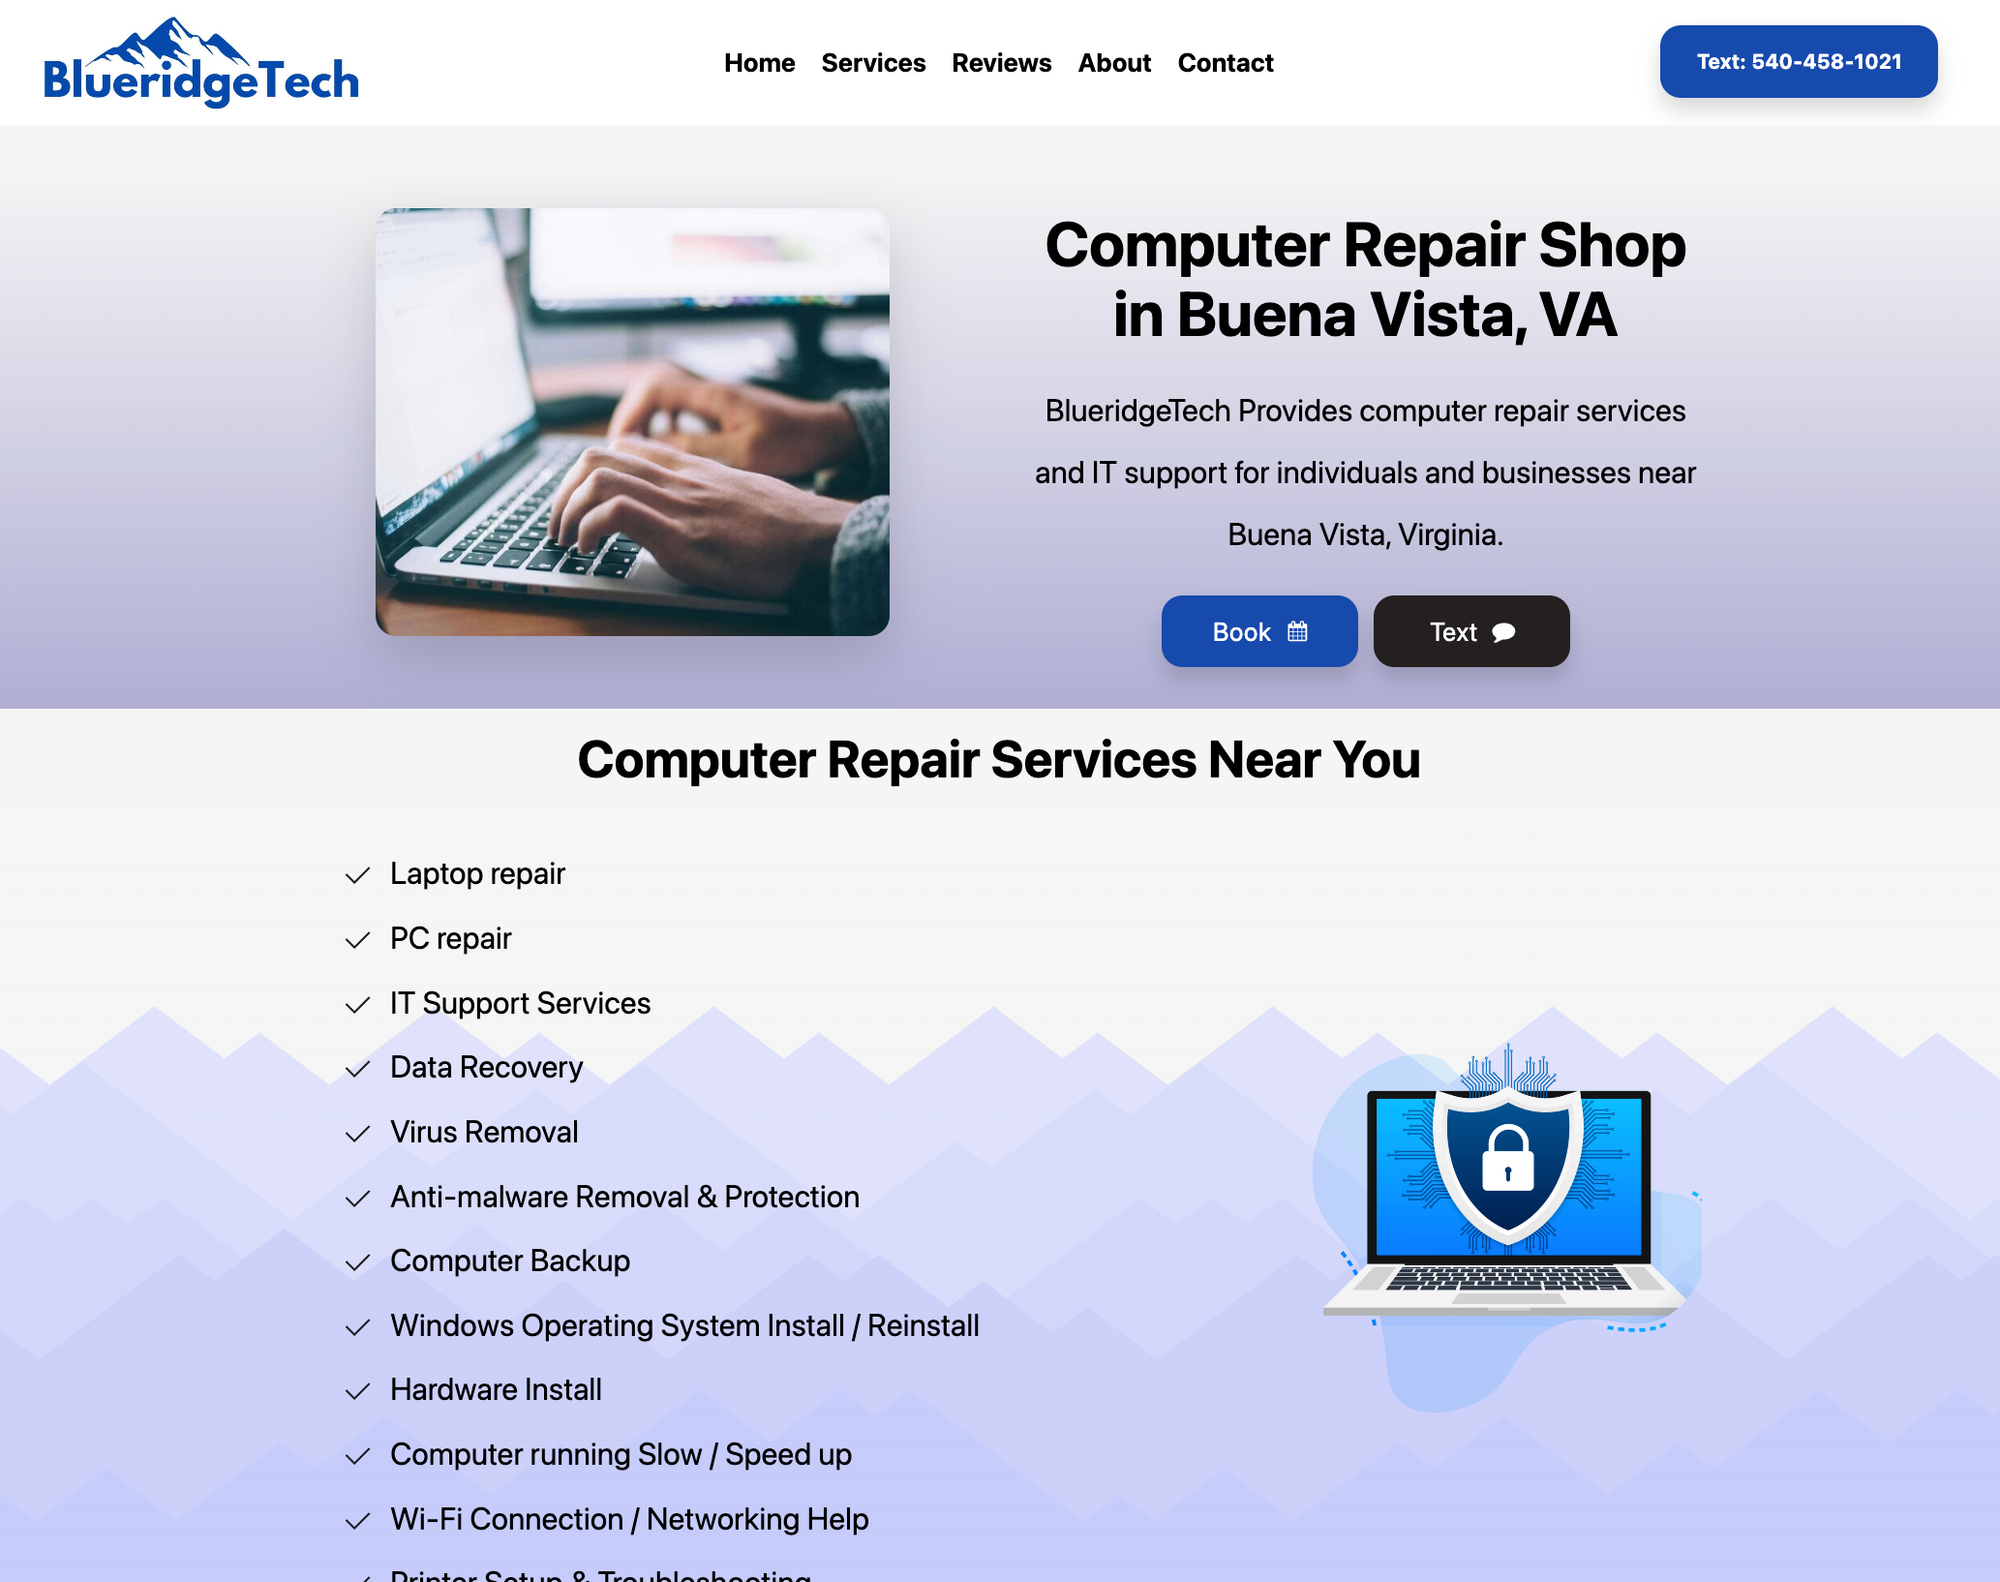 BlueridgeTech
Home Services Reviews About Contact
Text: 540-458-1021
Computer Repair Shop
in Buena Vista, VA
BlueridgeTech Provides computer repair services
and IT support for individuals and businesses near
Buena Vista, Virginia.
Book
Text
Computer Repair Services Near You
Laptop repair
PC repair
IT Support Services
Data Recovery
Virus Removal
Anti-malware Removal & Protection
Computer Backup
Windows Operating System Install / Reinstall
Hardware Install
Computer running Slow / Speed up
Wi-Fi Connection / Networking Help
Printer Setup & Troubleshooting